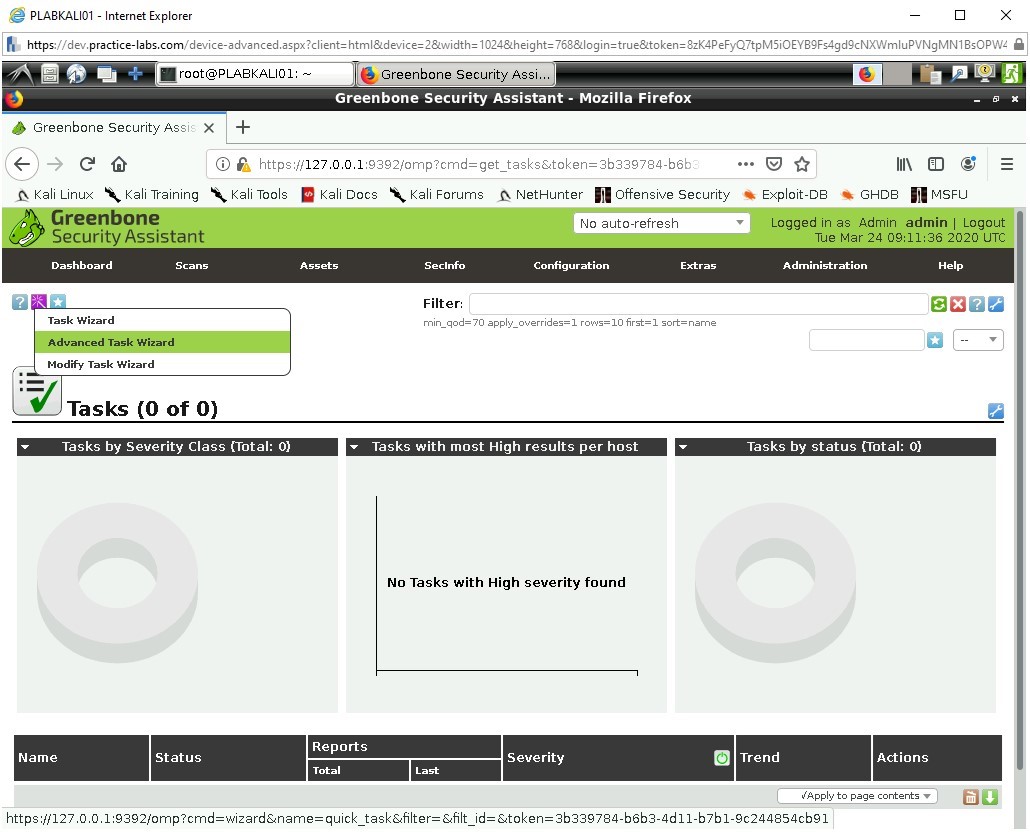 PLABKALI01 - Internet Explorer
https://dev.practice-labs.com/device-advanced.aspx?client=html&device=2&width=1024&height=768&login=true&token=8zK4PeFyQ7tpM5iOEYB9Fs4gd9cNXWmIuPVNgMN1BsOPW4
root@PLABKALI01: ~
Greenbone Security Assi...
Greenbone Security Assistant - Mozilla Firefox
Greenbone Security Assis
https://127.0.0.1:9392/omp?cmd=get_tasks&token=3b339784-b6b3
Kali Linux Kali Training Kali Tools Kali Docs Kali Forums NetHunter Offensive Security Exploit-DB GHDB MSFU
Greenbone
Security Assistant
No auto-refresh
Logged in as Admin admin | Logout
Tue Mar 24 09:11:36 2020 UTC
Dashboard Scans Assets SecInfo Configuration Extras Administration Help
Filter:
min_qod=70 apply_overrides=1 rows=10 first=1 sort=name
--
Task Wizard
Advanced Task Wizard
Modify Task Wizard
Tasks (0 of 0)
Tasks by Severity Class (Total: 0)
Tasks with most High results per host
Tasks by status (Total: 0)
No Tasks with High severity found
Name Status Reports Severity Trend Actions
Total Last
√Apply to page contents
https://127.0.0.1:9392/omp?cmd=wizard&name=quick_task&filter=&filt_id=&token=3b339784-b6b3-4d11-b7b1-9c244854cb91